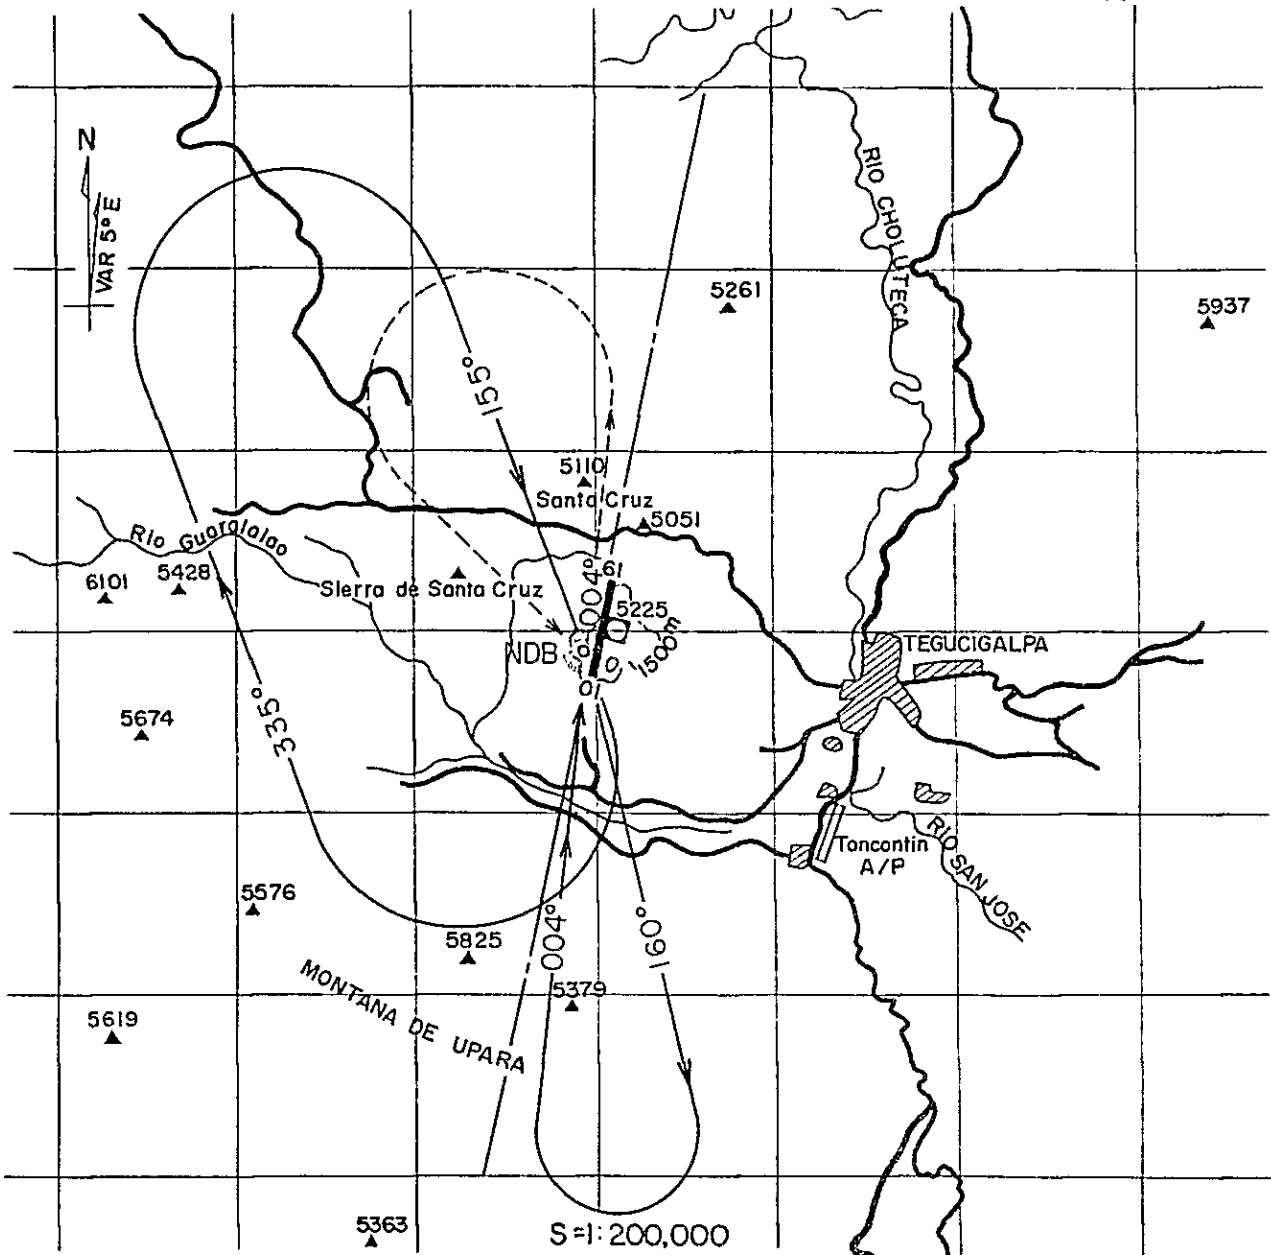 N
VAR 5°E
RIO CHOLUTECA
5261
5937
155°
5110
Santa Cruz
5051
Rio Guaralalao
6101
5428
Sierra de Santa Cruz
004°
19
5225
1500m
NDB
TEGUCIGALPA
5674
335°
Toncontin
A/P
RIO SAN JOSE
5576
5825
004°
160°
5379
MONTANA DE UPARA
5619
5363
S=1:200,000